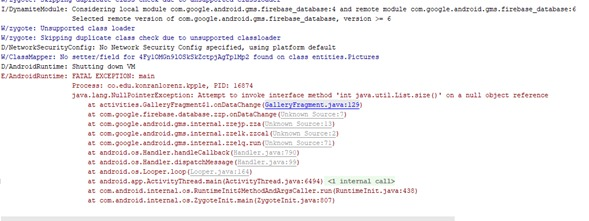 W/zygote: Skipping duplicate class check due to unsupported classloader
I/DynamiteModule: Considering local module com.google.android.gms.firebase_database:4 and remote module com.google.android.gms.firebase_database:6
Selected remote version of com.google.android.gms.firebase_database, version >= 6
W/zygote: Unsupported class loader
W/zygote: Skipping duplicate class check due to unsupported classloader
D/NetworkSecurityConfig: No Network Security Config specified, using platform default
W/ClassMapper: No setter/field for found on class entities.Pictures
D/AndroidRuntime: Shutting down VM
E/AndroidRuntime: FATAL EXCEPTION: main
Process: co.edu.konranlorenz.kpple, PID: 16874
java.lang.NullPointerException: Attempt to invoke interface method 'int java.util.List.size()' on a null object reference
at activities.GalleryFragment$1.onDataChange(GalleryFragment.java:129)
at com.google.firebase.database.zzp.onDataChange(Unknown Source:7)
at com.google.android.gms.internal.zzejp.zza(Unknown Source:13)
at com.google.android.gms.internal.zzelk.zzcal(Unknown Source:2)
at com.google.android.gms.internal.zzelq.run(Unknown Source:71)
at android.os.Handler.handleCallback(Handler.java:790)
at android.os.Handler.dispatchMessage(Handler.java:99)
at android.os.Looper.loop(Looper.java:164)
at android.app.ActivityThread.main(ActivityThread.java:6494) <1 internal call>
at com.android.internal.os.RuntimeInit$MethodAndArgsCaller.run(RuntimeInit.java:438)
at com.android.internal.os.ZygoteInit.main(ZygoteInit.java:807)